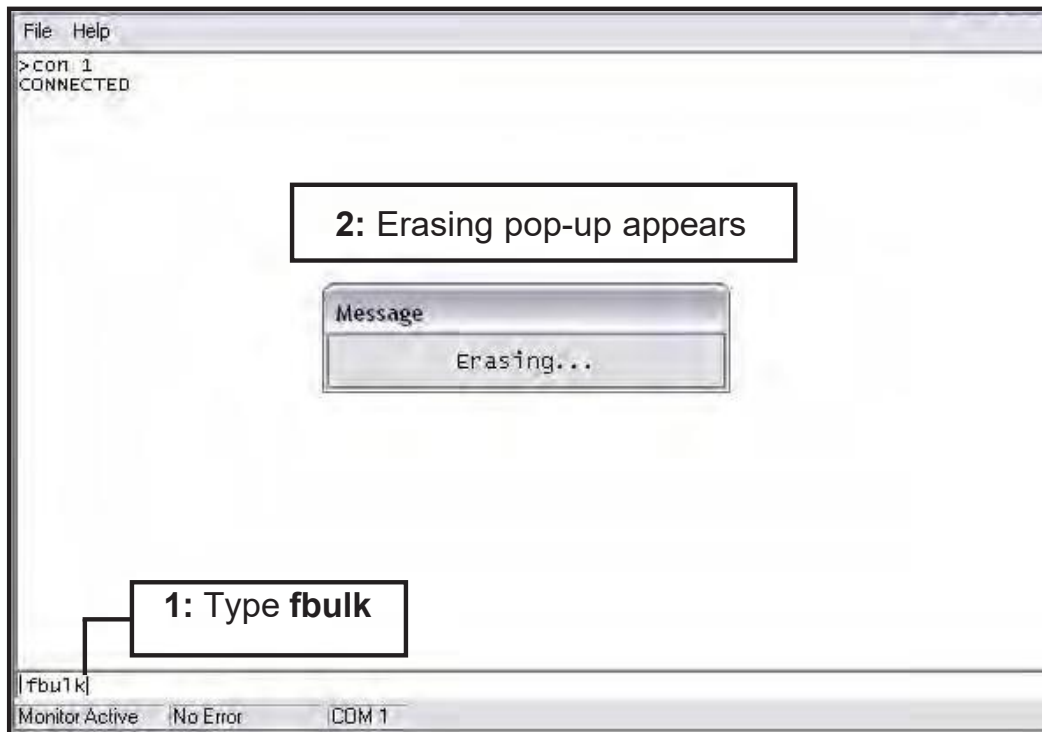 File Help
>con 1
CONNECTED
2: Erasing pop-up appears
Message
Erasing...
1: Type fbulk
fbulk
Monitor Active No Error COM 1